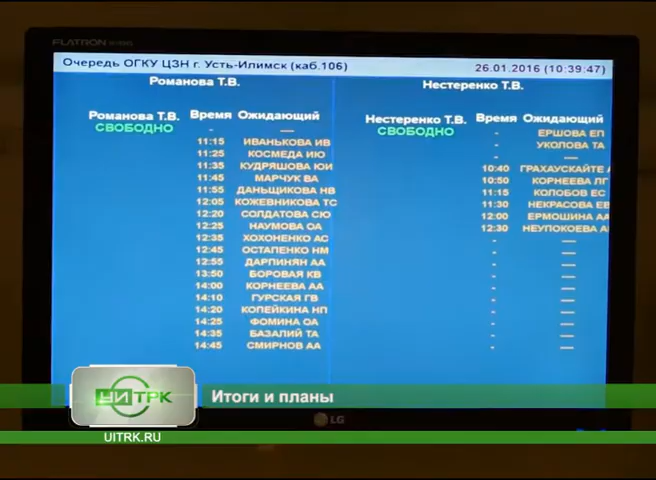 FLATRON
Очередь ОГКУ ЦЗН г. Усть-Илимск (каб.106) 26.01.2016 (10:39:47)
Романова Т.В. Нестеренко Т.В.
Романова Т.В. Время Ожидающий Нестеренко Т.В. Время Ожидающий
СВОБОДНО - — СВОБОДНО - ЕРШОВА ЕП
11:15 ИВАНЬКОВА ИВ - УКОЛОВА ТА
11:25 КОСМЕДА ИЮ - —
11:35 КУДРЯШОВА ЮИ 10:40 ГРАХАУСКАЙТЕ
11:45 МАРЧУК ВА 10:50 КОРНЕЕВА ЛГ
11:55 ДАНЬЩИКОВА НВ 11:15 КОЛОБОВ ЕС
12:05 КОЖЕВНИКОВА ТС 11:30 НЕКРАСОВА ЕВ
12:20 СОЛДАТОВА СЮ 12:00 ЕРМОШИНА АА
12:25 НАУМОВА ОА 12:30 НЕУПОКОЕВА
12:35 ХОХОНЕНКО АС - —
12:45 ОСТАПЕНКО НМ - —
12:55 ДАРПИНЯН АА - —
13:50 БОРОВАЯ КВ - —
14:00 КОРНЕЕВА АА - —
14:10 ГУРСКАЯ ГВ - —
14:20 КОПЕЙКИНА НП - —
14:25 ФОМИНА ОА - —
14:35 БАЗАЛИЙ ТА - —
14:45 СМИРНОВ АА - —
УИТРК Итоги и планы
LG
UITRK.RU